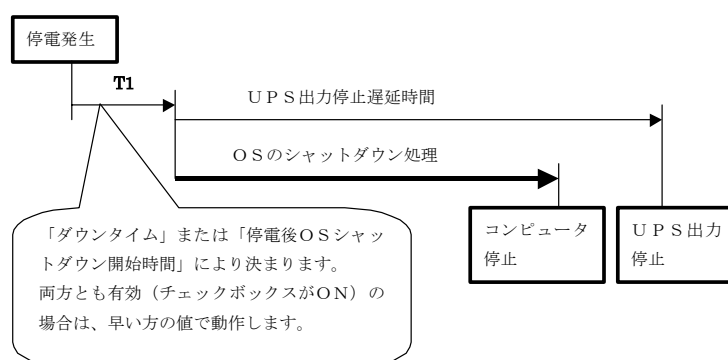 停電発生
T1
ＵＰＳ出力停止遅延時間
ＯＳのシャットダウン処理
「ダウンタイム」または「停電後ＯＳシャッ
トダウン開始時間」により決まります。
両方とも有効（チェックボックスがＯＮ）の
場合は、早い方の値で動作します。
コンピュータ
停止
ＵＰＳ出力
停止